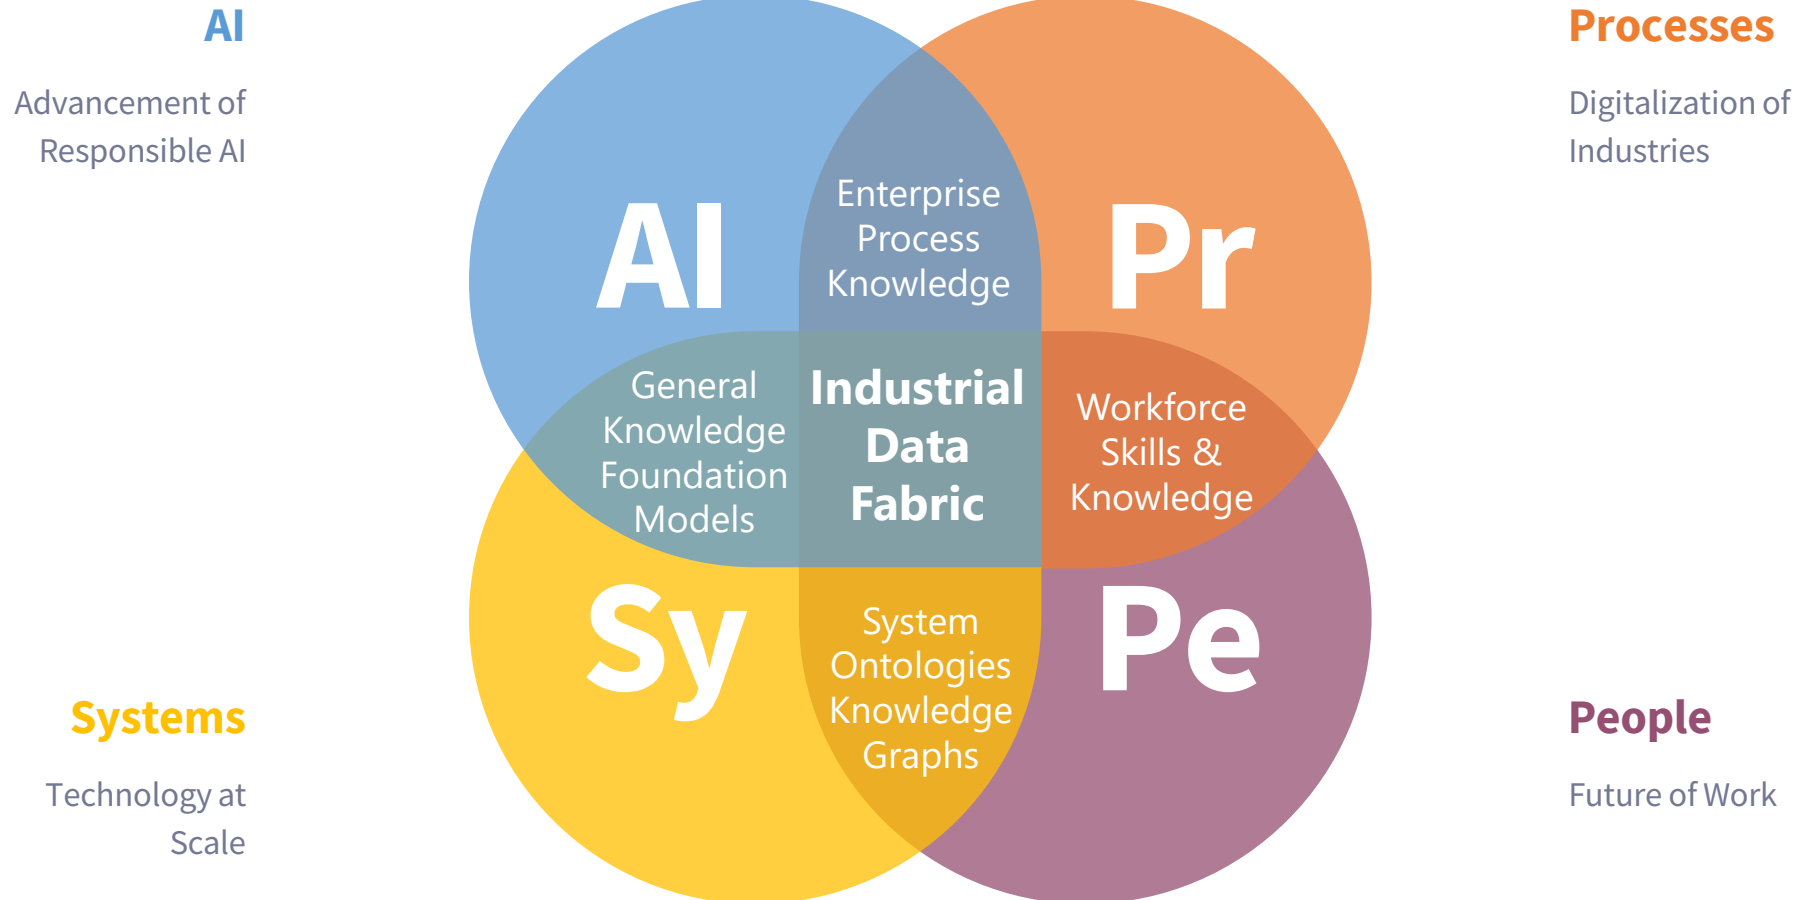 AI
Advancement of
Responsible AI
Processes
Digitalization of
Industries
AI
Enterprise
Process
Knowledge
Pr
General
Knowledge
Foundation
Models
Industrial
Data
Fabric
Workforce
Skills &
Knowledge
Sy
System
Ontologies
Knowledge
Graphs
Pe
Systems
Technology at
Scale
People
Future of Work